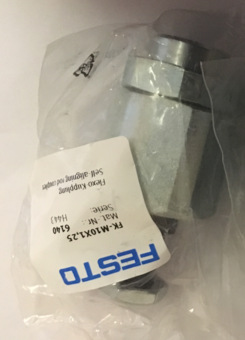 FESTO
FK-M10X1,25
Mat. Nr: 6140
Serie: H443
Flexo Kupplung
Self aligning rod coupler